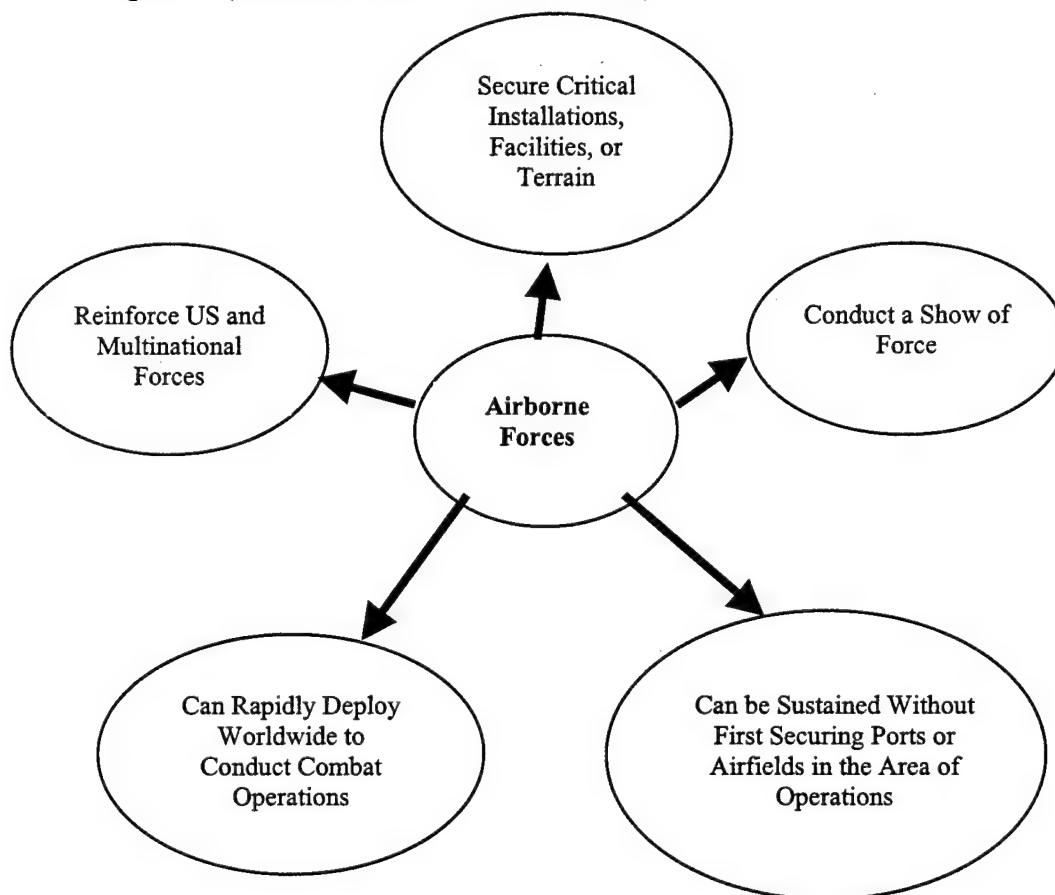 Secure Critical
Installations,
Facilities, or
Terrain
Reinforce US and
Multinational
Forces
Conduct a Show of
Force
Airborne
Forces
Can Rapidly Deploy
Worldwide to
Conduct Combat
Operations
Can be Sustained Without
First Securing Ports or
Airfields in the Area of
Operations